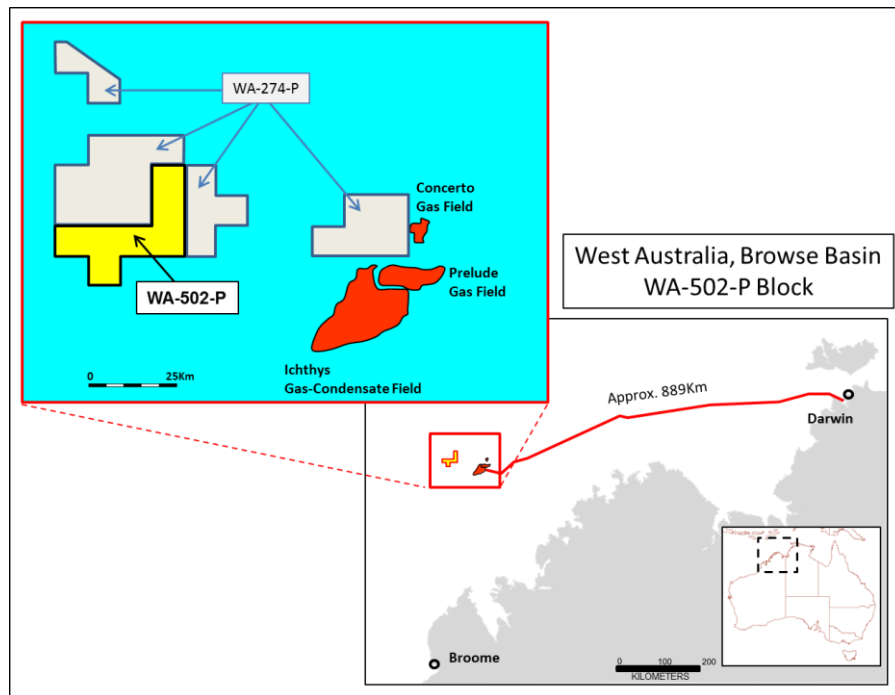 WA-274-P
Concerto
Gas Field
Prelude
Gas Field
WA-502-P
0 25Km
Ichthys
Gas-Condensate Field
West Australia, Browse Basin
WA-502-P Block
Approx. 889Km
Darwin
Broome
0 100 200
KILOMETERS